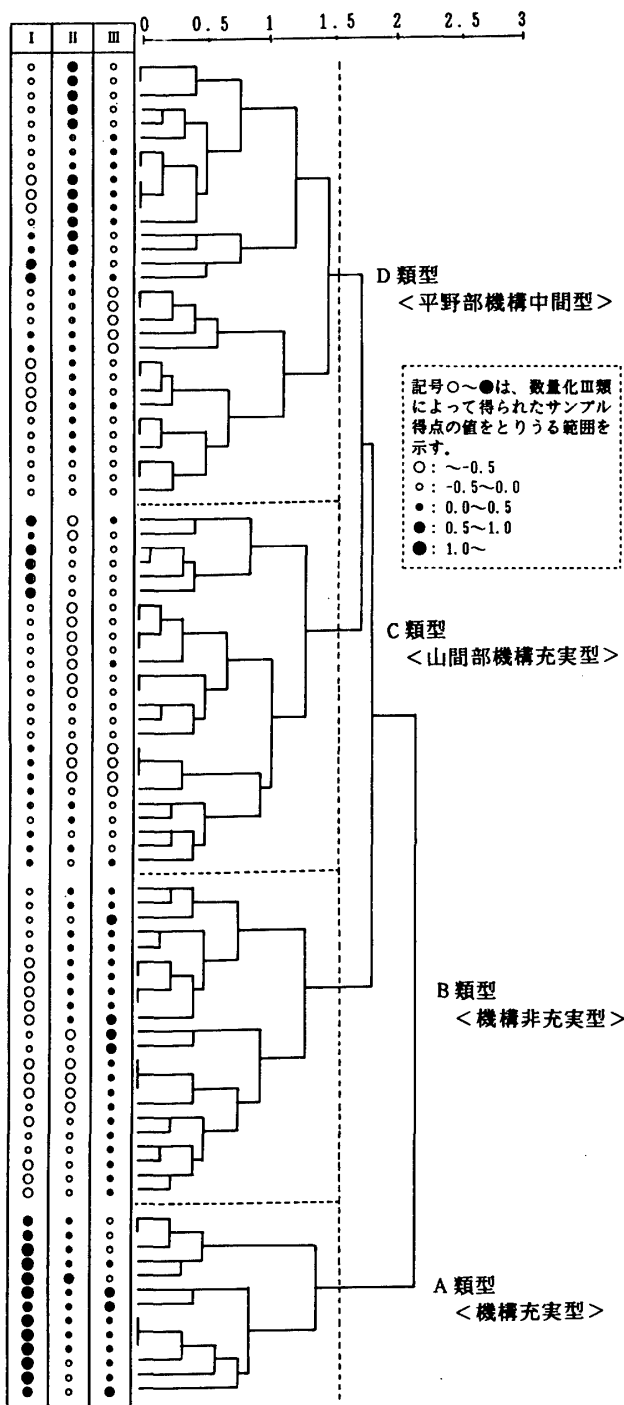 I II III 0 0.5 1 1.5 2 2.5 3
D類型
<平野部機構中間型>
記号○~●は、数量化III類
によって得られたサンプル
得点の値をとりうる範囲を
示す。
○: ~-0.5
○: -0.5~0.0
●: 0.0~0.5
●: 0.5~1.0
●: 1.0~
C類型
<山間部機構充実型>
B類型
<機構非充実型>
A類型
<機構充実型>